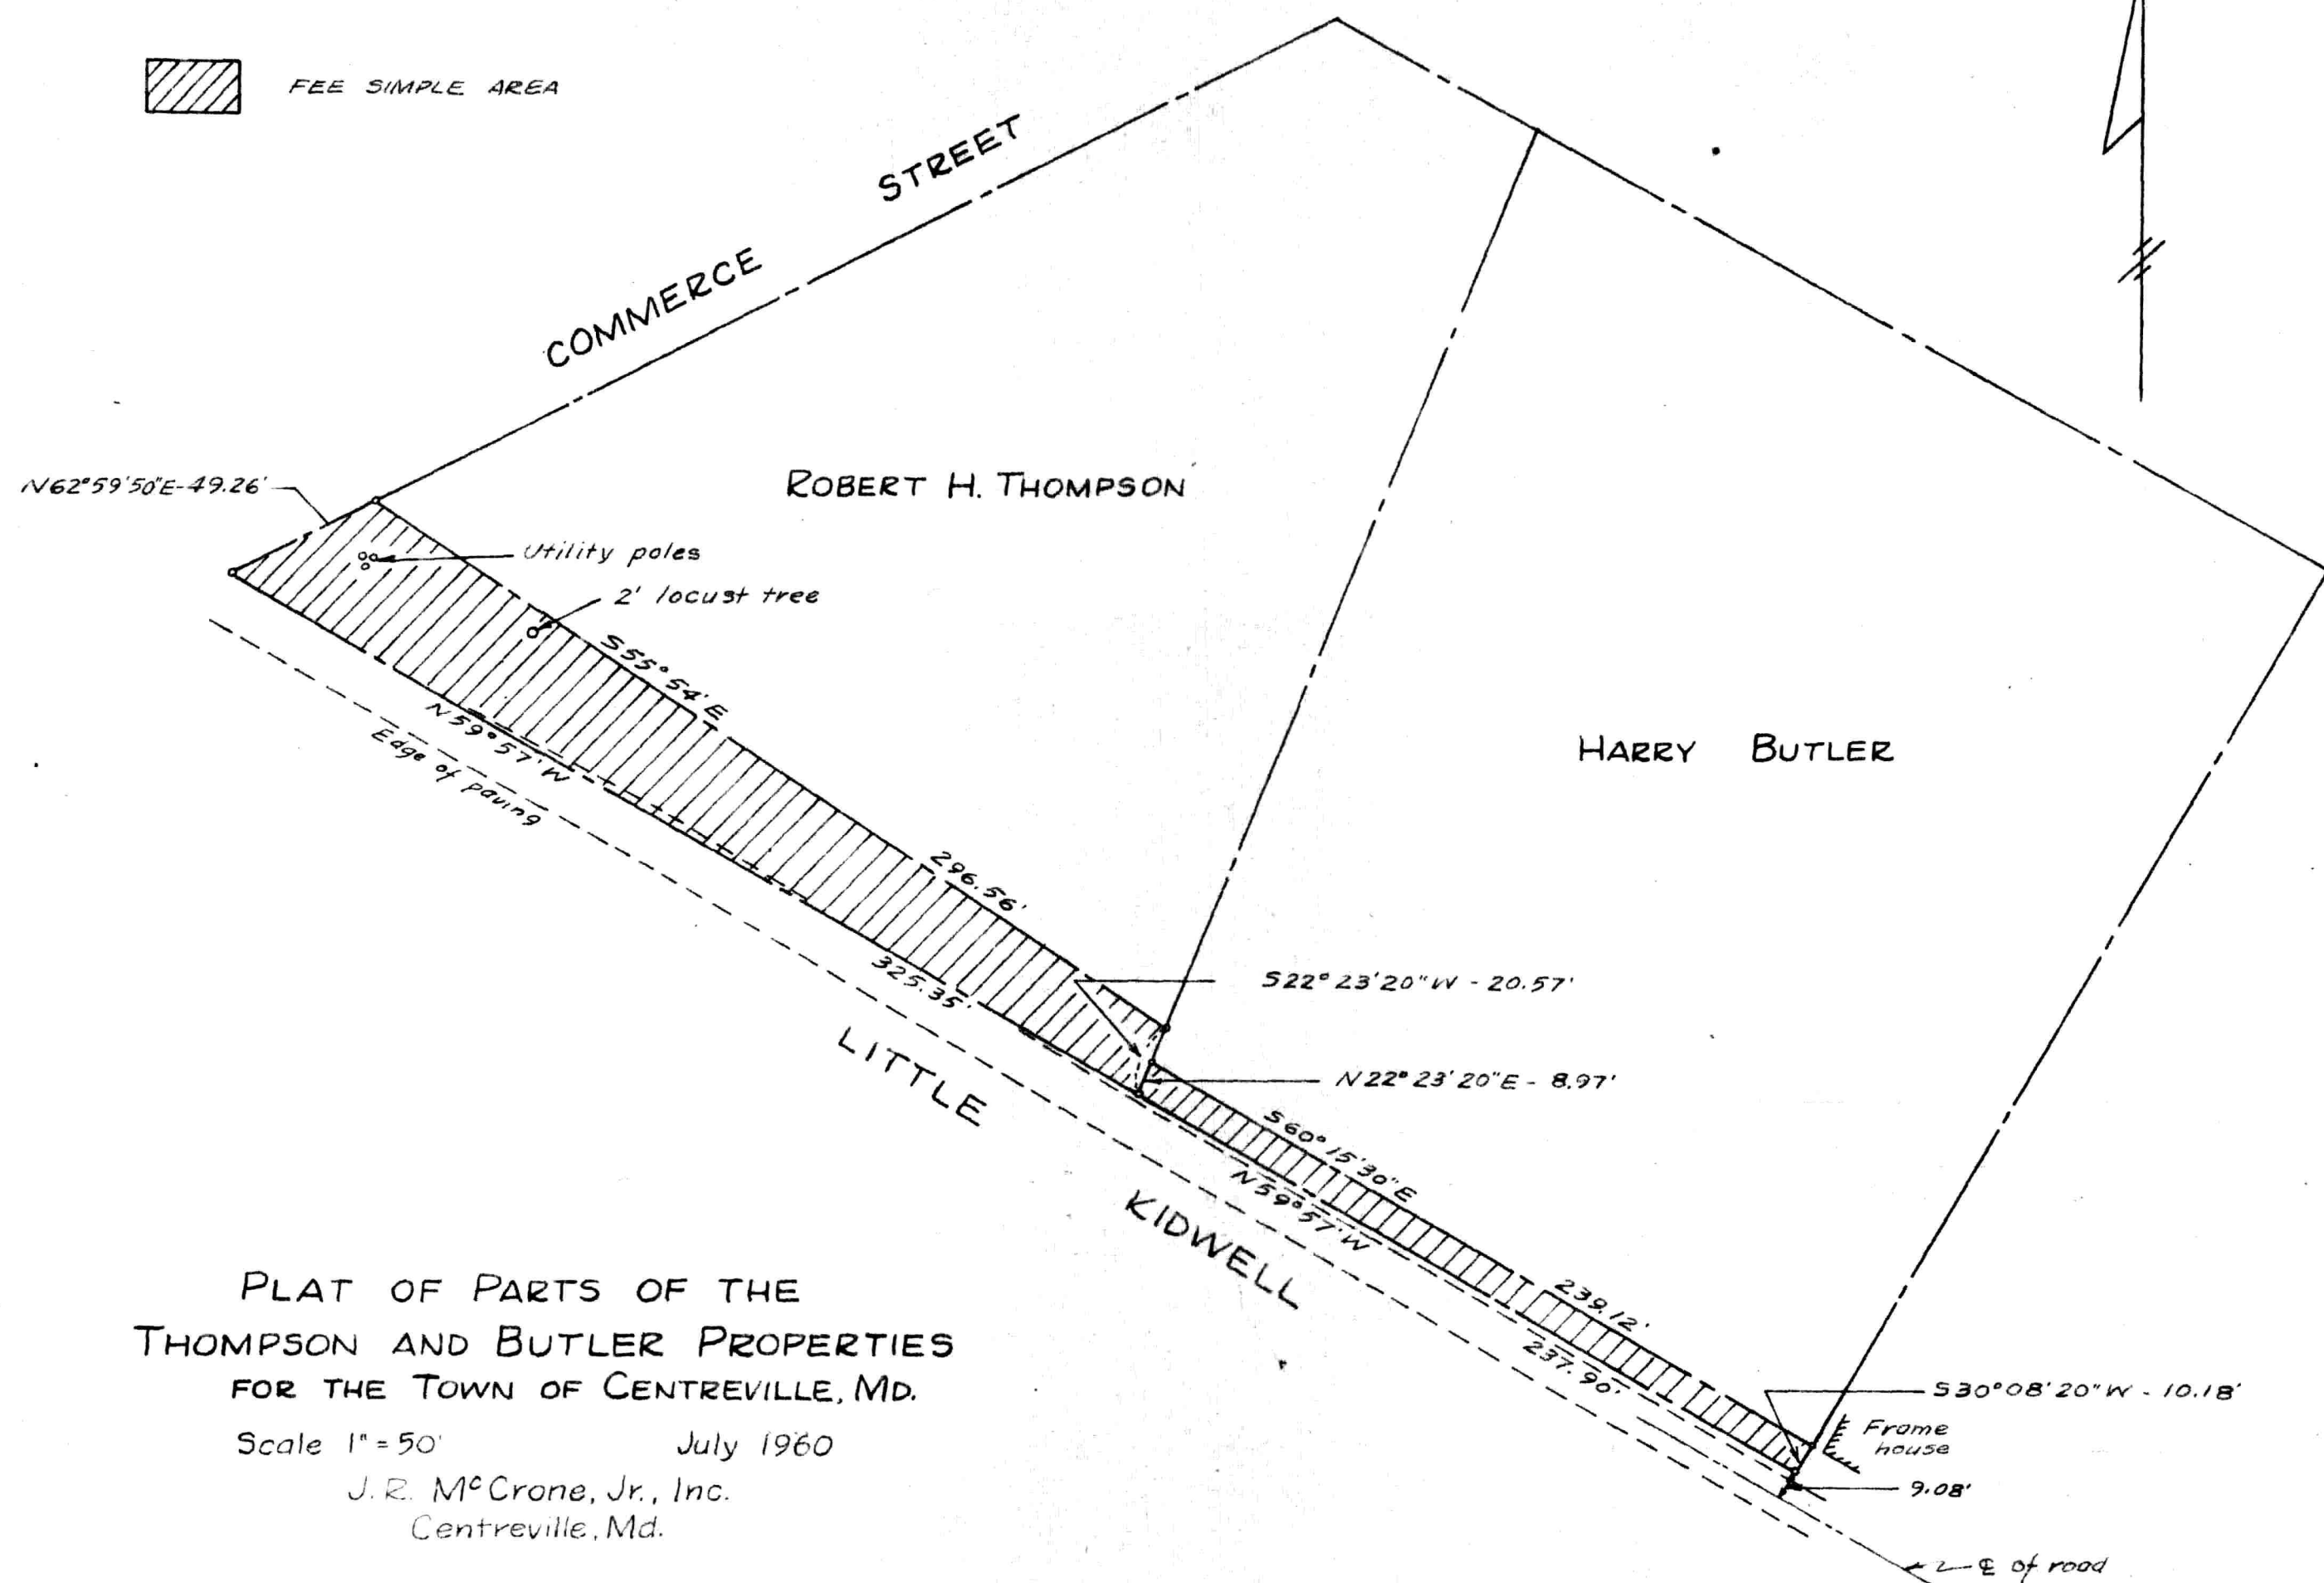 FEE SIMPLE AREA
COMMERCE STREET
N62°59'50"E-49.26'
ROBERT H. THOMPSON
Utility poles
2' locust tree
S55°54'E
N59°57'W
Edge of paving
HARRY BUTLER
296.56'
325.35'
S22°23'20"W - 20.57'
LITTLE KIDWELL
N22°23'20"E - 8.97'
S60°15'30"E
N59°57'W
239.12'
237.90'
S30°08'20"W - 10.18'
Frame
house
9.08'
℄ of road
PLAT OF PARTS OF THE
THOMPSON AND BUTLER PROPERTIES
FOR THE TOWN OF CENTREVILLE, MD.
Scale 1" = 50' July 1960
J. R. McCrone, Jr., Inc.
Centreville, Md.